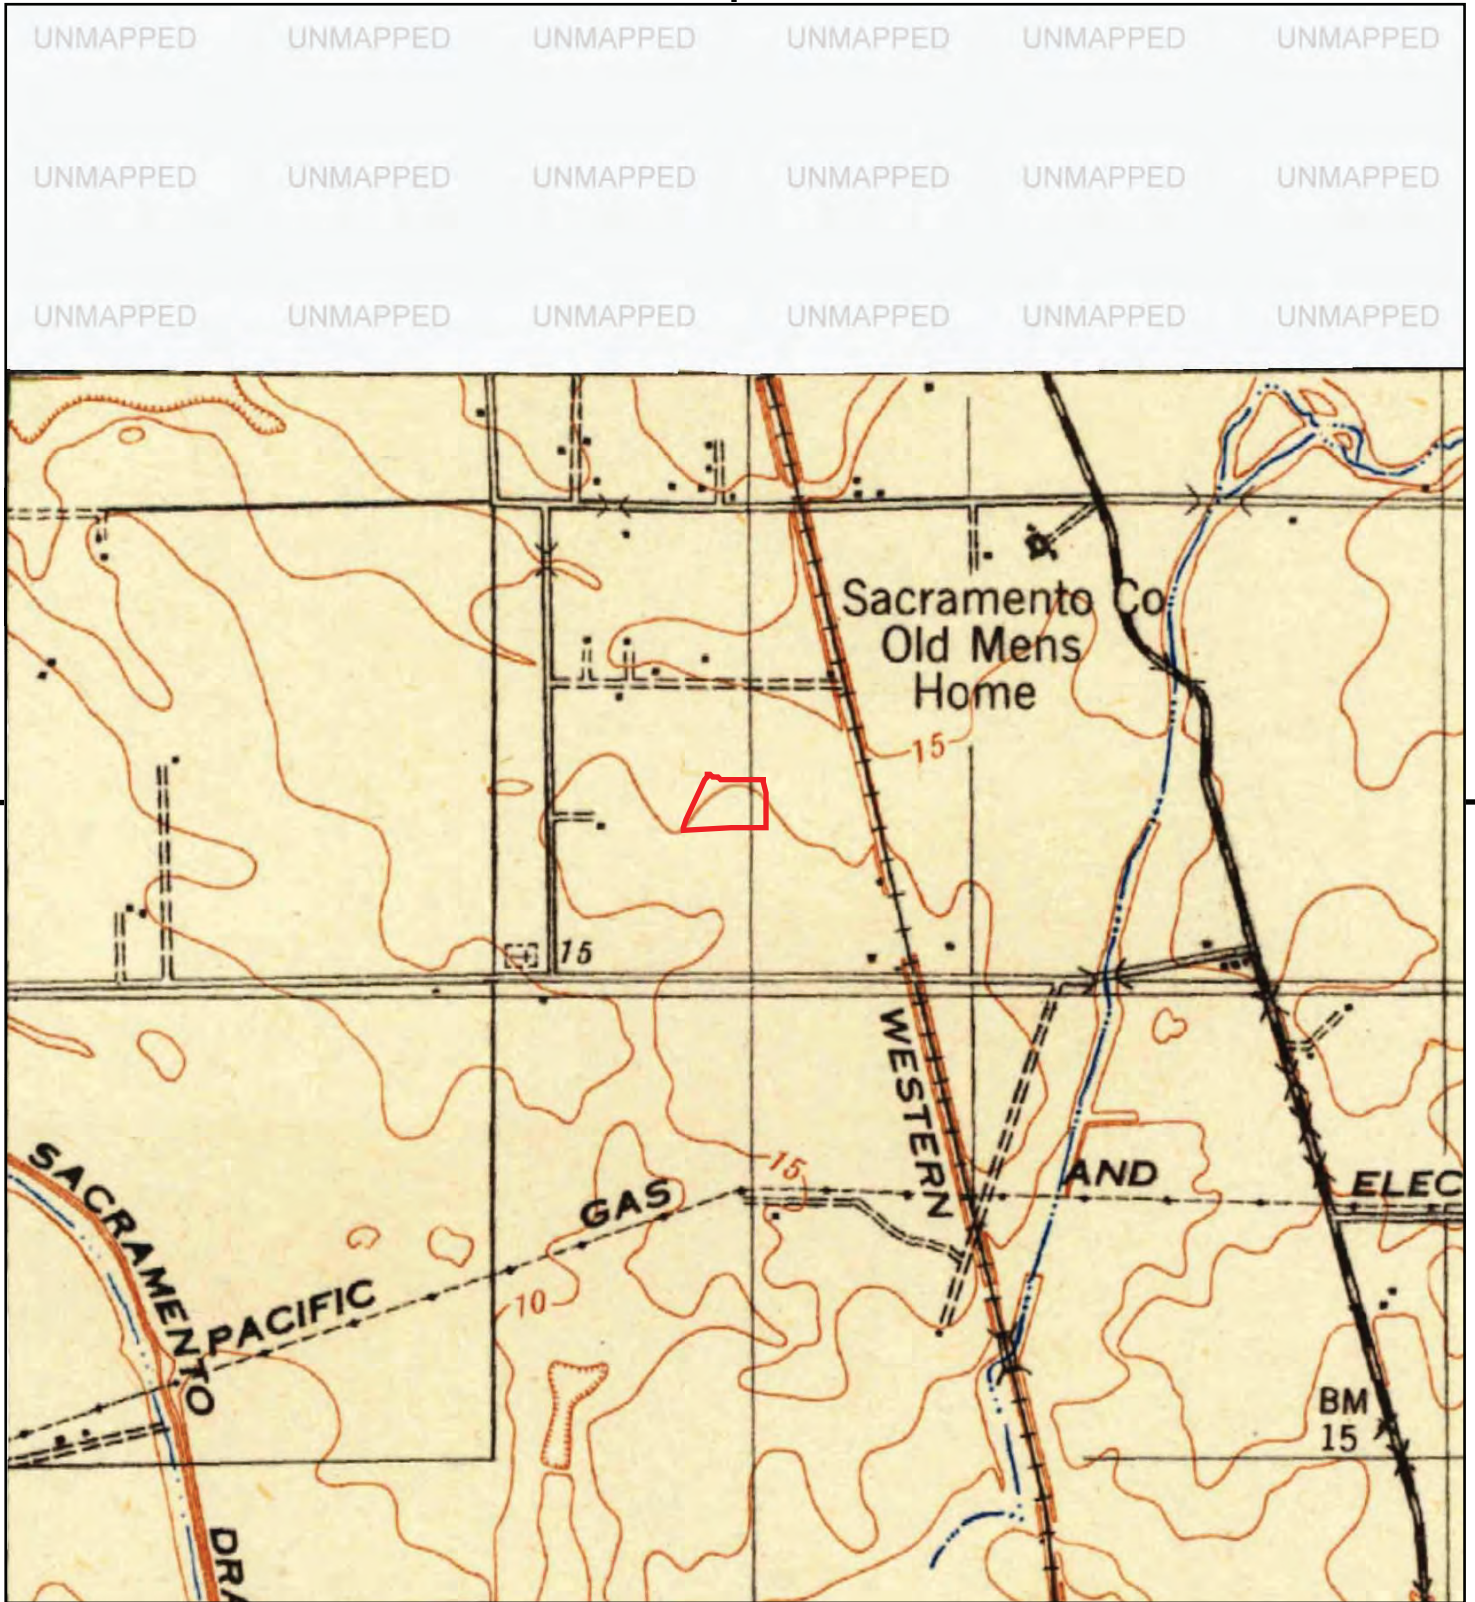 UNMAPPED UNMAPPED UNMAPPED UNMAPPED UNMAPPED UNMAPPED
UNMAPPED UNMAPPED UNMAPPED UNMAPPED UNMAPPED UNMAPPED
UNMAPPED UNMAPPED UNMAPPED UNMAPPED UNMAPPED UNMAPPED
Sacramento Co
Old Mens
Home
15
15
WESTERN
15
SACRAMENTO
DRA
PACIFIC GAS AND ELEC
10
BM
15